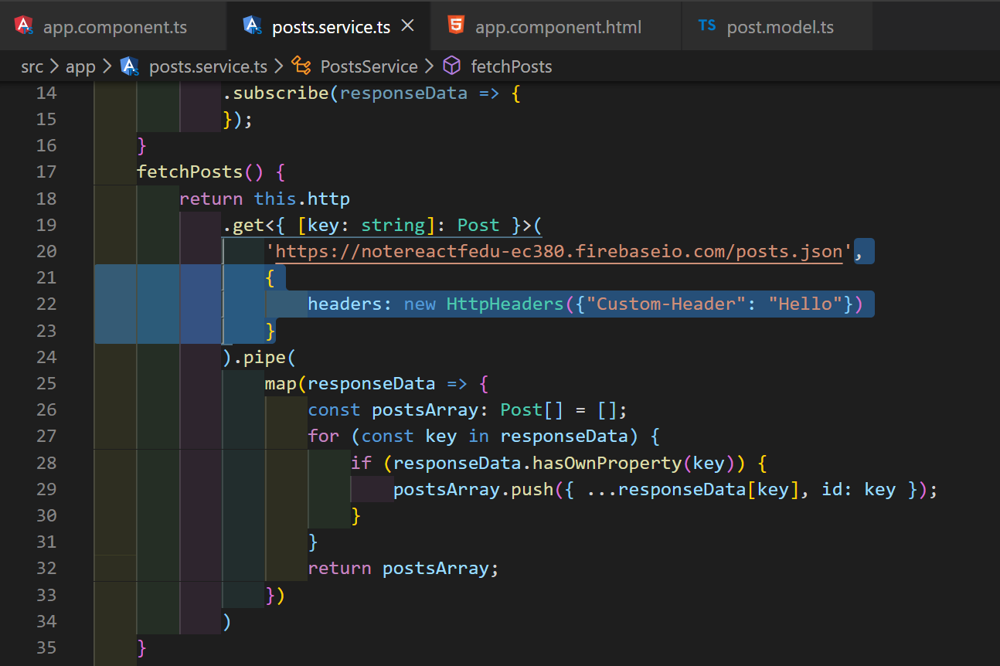 app.component.ts posts.service.ts × app.component.html TS post.model.ts
src > app > posts.service.ts > PostsService > fetchPosts
14 .subscribe(responseData => {
15 });
16 }
17 fetchPosts() {
18 return this.http
19 .get<{ [key: string]: Post }>(
20 'https://notereactfedu-ec380.firebaseio.com/posts.json',
21 {
22 headers: new HttpHeaders({"Custom-Header": "Hello"})
23 }
24 ).pipe(
25 map(responseData => {
26 const postsArray: Post[] = [];
27 for (const key in responseData) {
28 if (responseData.hasOwnProperty(key)) {
29 postsArray.push({ ...responseData[key], id: key });
30 }
31 }
32 return postsArray;
33 })
34 )
35 }